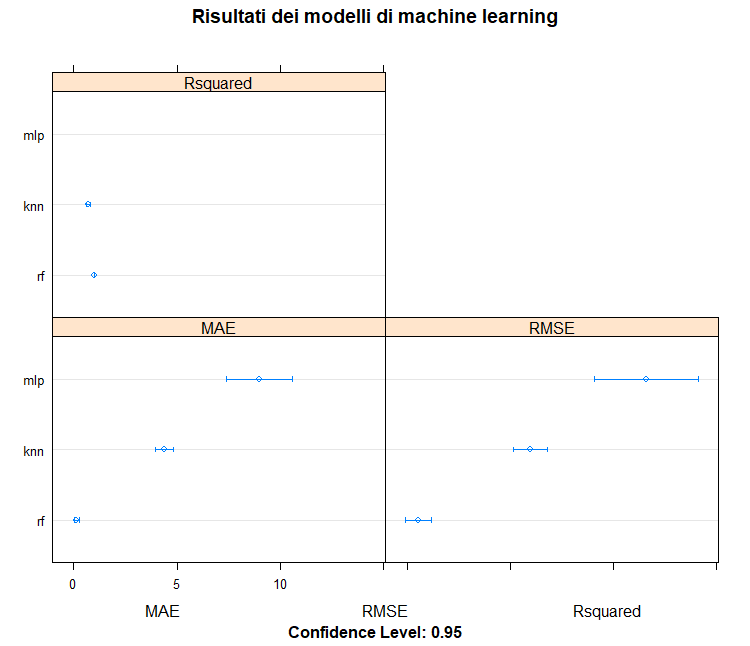 Risultati dei modelli di machine learning
Rsquared
mlp
knn
rf
MAE
RMSE
mlp
knn
rf
0
5
10
MAE
RMSE
Rsquared
Confidence Level: 0.95